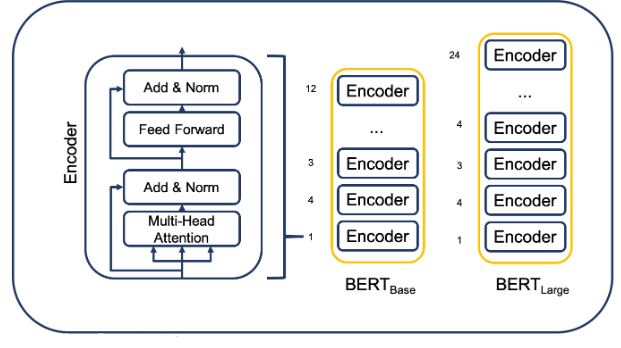 Encoder
Add & Norm
Feed Forward
Add & Norm
Multi-Head
Attention
12
Encoder
...
3
Encoder
4
Encoder
1
Encoder
BERTBase
24
Encoder
...
4
Encoder
3
Encoder
4
Encoder
1
Encoder
BERTLarge